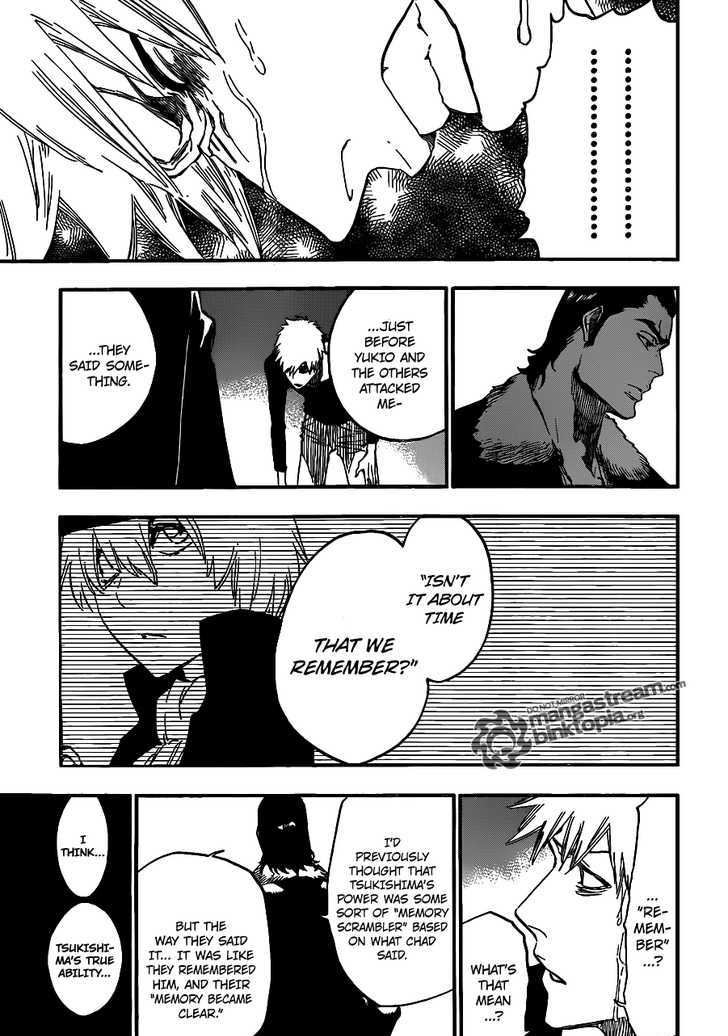 ...JUST
BEFORE
YUKIO AND
THE OTHERS
ATTACKED
ME-
...THEY
SAID SOME-
THING.
"ISN'T
IT ABOUT
TIME
THAT WE
REMEMBER?"
DO NOT MIRROR
mangastream.com
binktopia.org
...
"RE-
MEM-
BER"
...?
WHAT'S
THAT
MEAN
...?
I'D
PREVIOUSLY
THOUGHT THAT
TSUKISHIMA'S
POWER WAS SOME
SORT OF "MEMORY
SCRAMBLER" BASED
ON WHAT CHAD
SAID.
BUT THE
WAY THEY SAID
IT... IT WAS LIKE
THEY REMEMBERED
HIM, AND THEIR
"MEMORY BECAME
CLEAR."
I
THINK...
TSUKISHI-
MA'S TRUE
ABILITY...